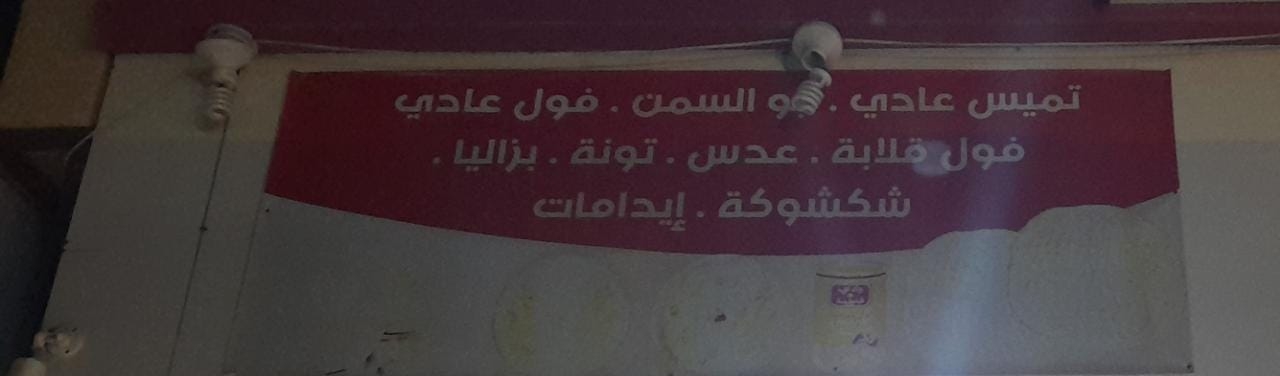 تميس عادي . السمن . فول عادي
فول قلابة . عدس . تونة . بزاليا .
شكشوكة . إيدامات